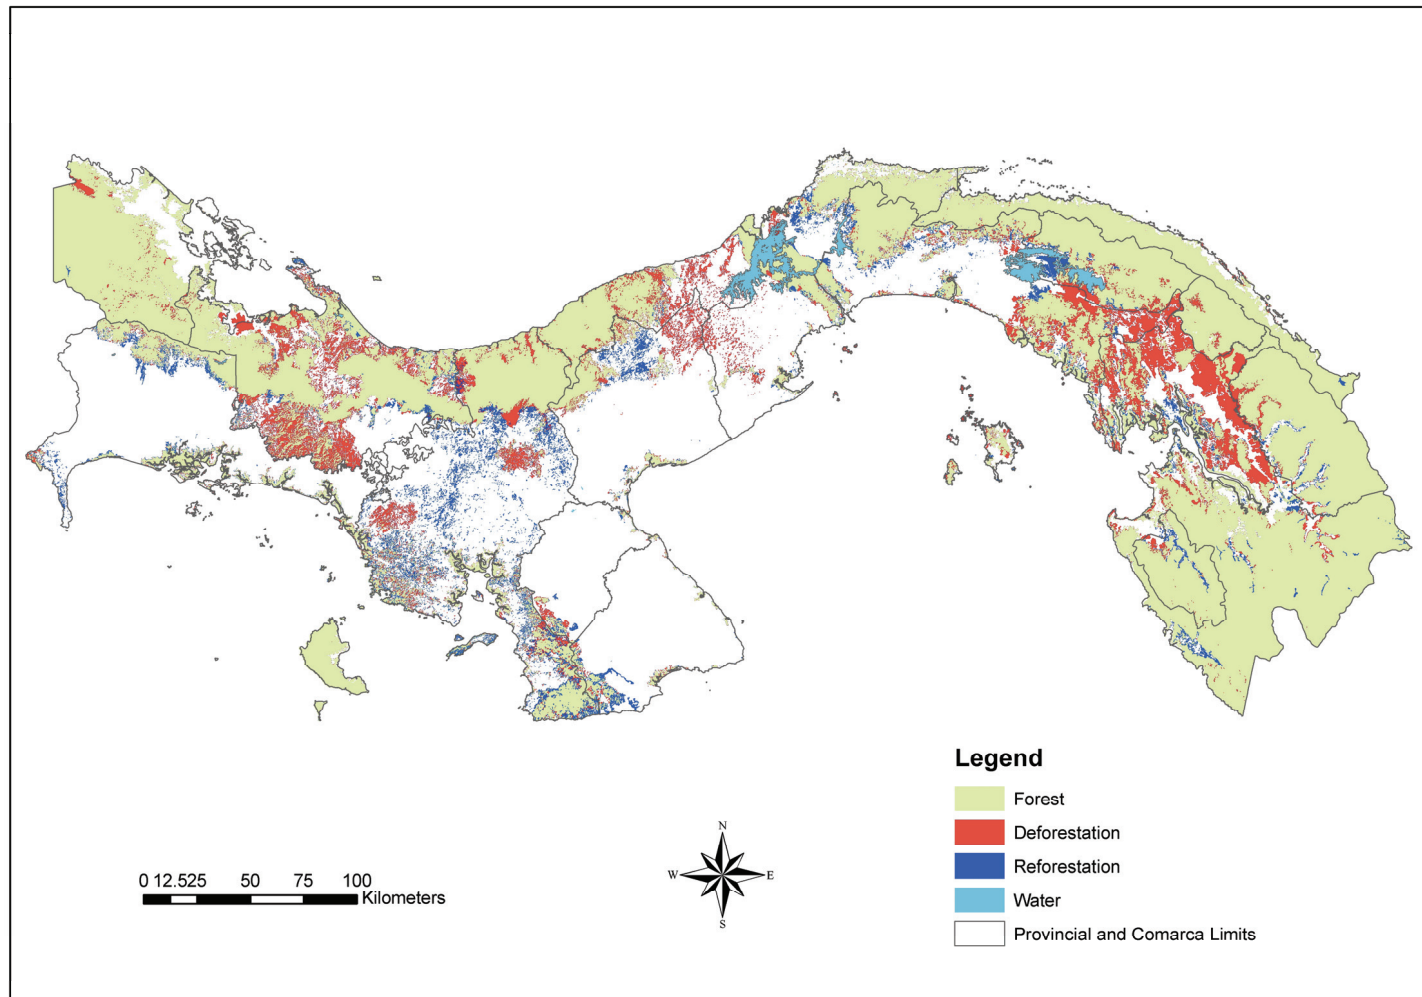 Legend
Forest
Deforestation
Reforestation
Water
Provincial and Comarca Limits
N
W E
S
0 12.525 50 75 100
Kilometers